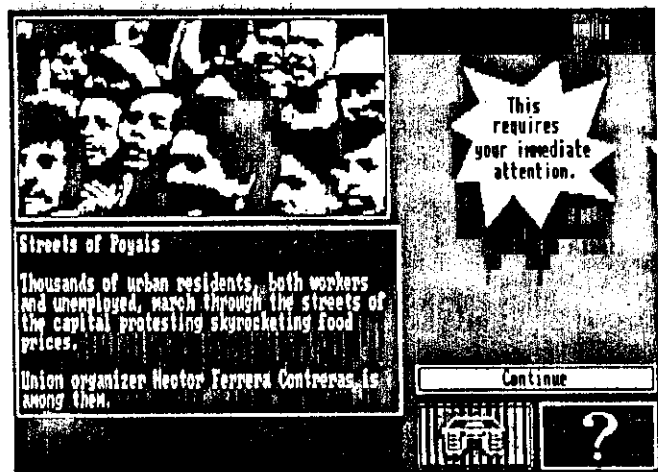 Streets of Poyais
Thousands of urban residents, both workers
and unemployed, march through the streets of
the capital protesting skyrocketing food
prices.
Union organizer Hector Ferrera Contreras is
among them.
This
requires
your immediate
attention.
Continue
?